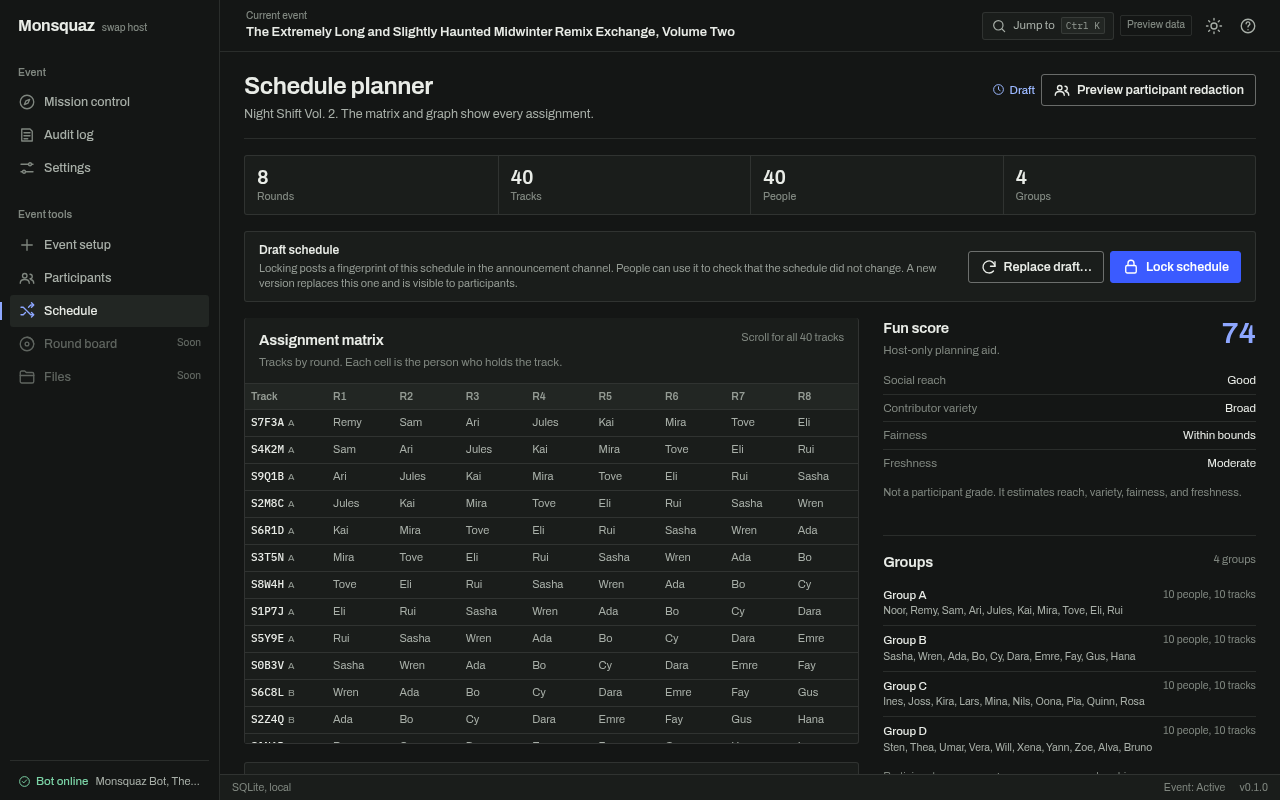 Monsquaz swap host
Event
Mission control
Audit log
Settings
Event tools
Event setup
Participants
Schedule
Round board Soon
Files Soon
Bot online Monsquaz Bot, The...
Current event
The Extremely Long and Slightly Haunted Midwinter Remix Exchange, Volume Two
Jump to Ctrl K
Preview data
Schedule planner
Night Shift Vol. 2. The matrix and graph show every assignment.
Draft
Preview participant redaction
8
Rounds
40
Tracks
40
People
4
Groups
Draft schedule
Locking posts a fingerprint of this schedule in the announcement channel. People can use it to check that the schedule did not change. A new
version replaces this one and is visible to participants.
Replace draft...
Lock schedule
Assignment matrix
Scroll for all 40 tracks
Tracks by round. Each cell is the person who holds the track.
Track R1 R2 R3 R4 R5 R6 R7 R8
S7F3A A Remy Sam Ari Jules Kai Mira Tove Eli
S4K2M A Sam Ari Jules Kai Mira Tove Eli Rui
S9Q1B A Ari Jules Kai Mira Tove Eli Rui Sasha
S2M8C A Jules Kai Mira Tove Eli Rui Sasha Wren
S6R1D A Kai Mira Tove Eli Rui Sasha Wren Ada
S3T5N A Mira Tove Eli Rui Sasha Wren Ada Bo
S8W4H A Tove Eli Rui Sasha Wren Ada Bo Cy
S1P7J A Eli Rui Sasha Wren Ada Bo Cy Dara
S5Y9E A Rui Sasha Wren Ada Bo Cy Dara Emre
S0B3V A Sasha Wren Ada Bo Cy Dara Emre Fay
S6C8L B Wren Ada Bo Cy Dara Emre Fay Gus
S2Z4Q B Ada Bo Cy Dara Emre Fay Gus Hana
Fun score
74
Host-only planning aid.
Social reach Good
Contributor variety Broad
Fairness Within bounds
Freshness Moderate
Not a participant grade. It estimates reach, variety, fairness, and freshness.
Groups
4 groups
Group A 10 people, 10 tracks
Noor, Remy, Sam, Ari, Jules, Kai, Mira, Tove, Eli, Rui
Group B 10 people, 10 tracks
Sasha, Wren, Ada, Bo, Cy, Dara, Emre, Fay, Gus, Hana
Group C 10 people, 10 tracks
Ines, Joss, Kira, Lars, Mina, Nils, Oona, Pia, Quinn, Rosa
Group D 10 people, 10 tracks
Sten, Thea, Umar, Vera, Will, Xena, Yann, Zoe, Alva, Bruno
SQLite, local
Event: Active
v0.1.0